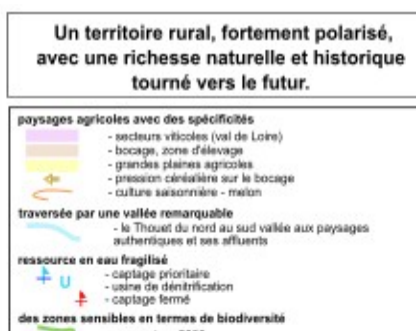 Un territoire rural, fortement polarisé,
avec une richesse naturelle et historique
tourné vers le futur.
paysages agricoles avec des spécificités
- secteurs viticoles (val de Loire)
- bocage, zone d'élevage
- grandes plaines agricoles
- pression céréalière sur le bocage
- culture saisonnière - melon
traversée par une vallée remarquable
- le Thouet du nord au sud vallée aux paysages
authentiques et ses affluents
ressource en eau fragilisé
- captage prioritaire
U - usine de dénitrification
- captage fermé
des zones sensibles en termes de biodiversité